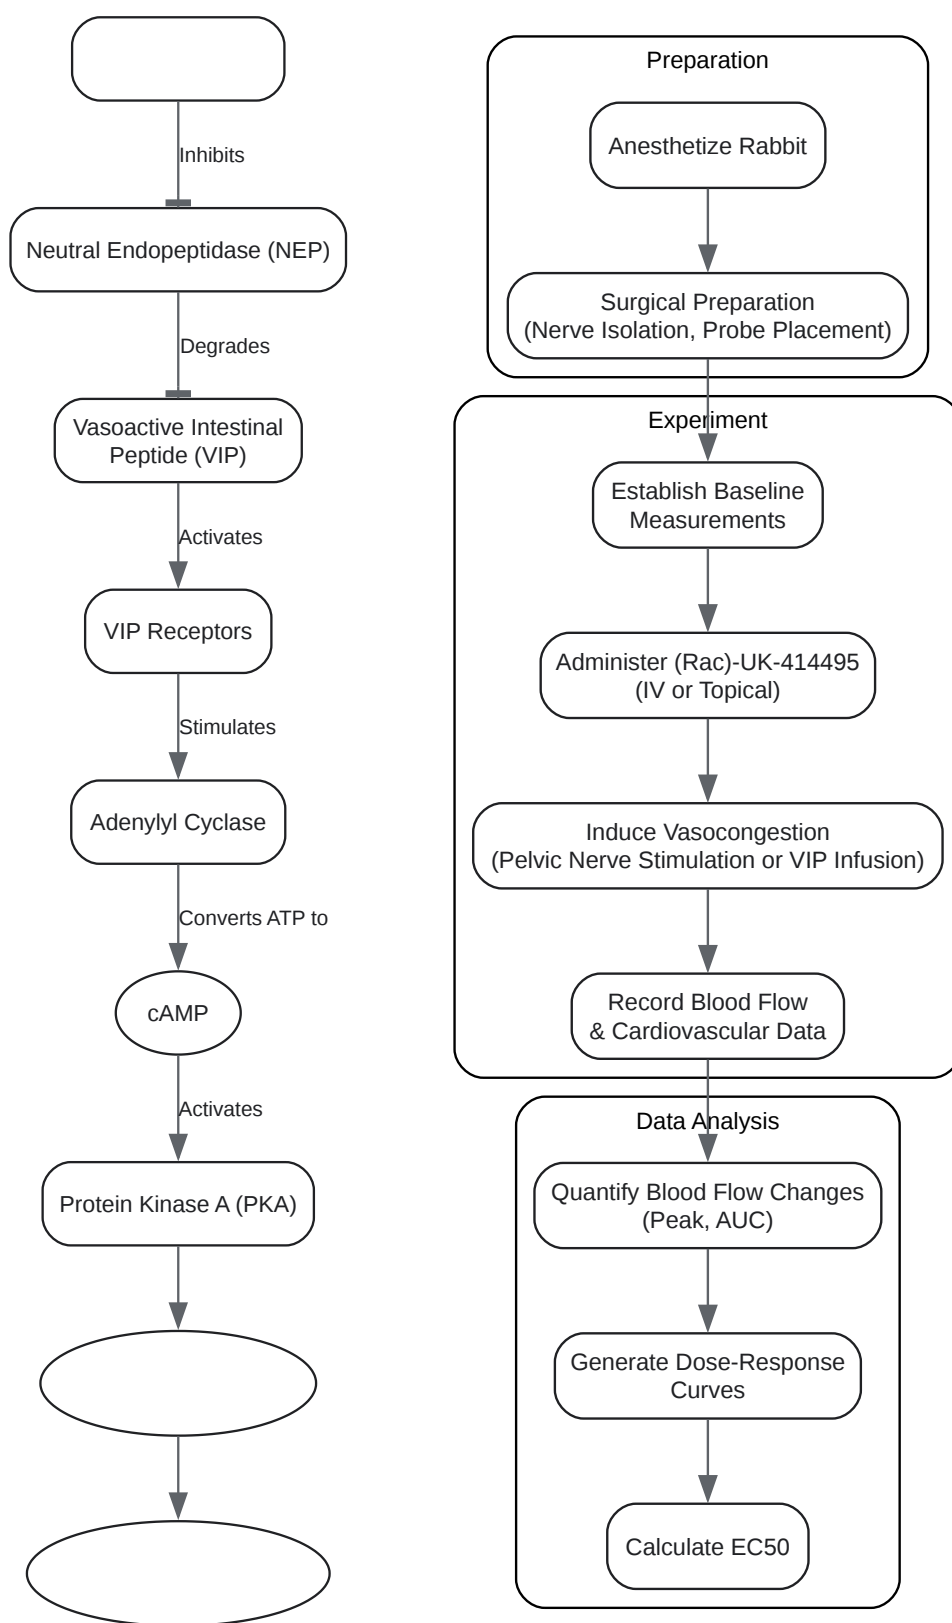 Inhibits
Neutral Endopeptidase (NEP)
Degrades
Vasoactive Intestinal
Peptide (VIP)
Activates
VIP Receptors
Stimulates
Adenylyl Cyclase
Converts ATP to
cAMP
Activates
Protein Kinase A (PKA)
Preparation
Anesthetize Rabbit
Surgical Preparation
(Nerve Isolation, Probe Placement)
Experiment
Establish Baseline
Measurements
Administer (Rac)-UK-414495
(IV or Topical)
Induce Vasocongestion
(Pelvic Nerve Stimulation or VIP Infusion)
Record Blood Flow
& Cardiovascular Data
Data Analysis
Quantify Blood Flow Changes
(Peak, AUC)
Generate Dose-Response
Curves
Calculate EC50